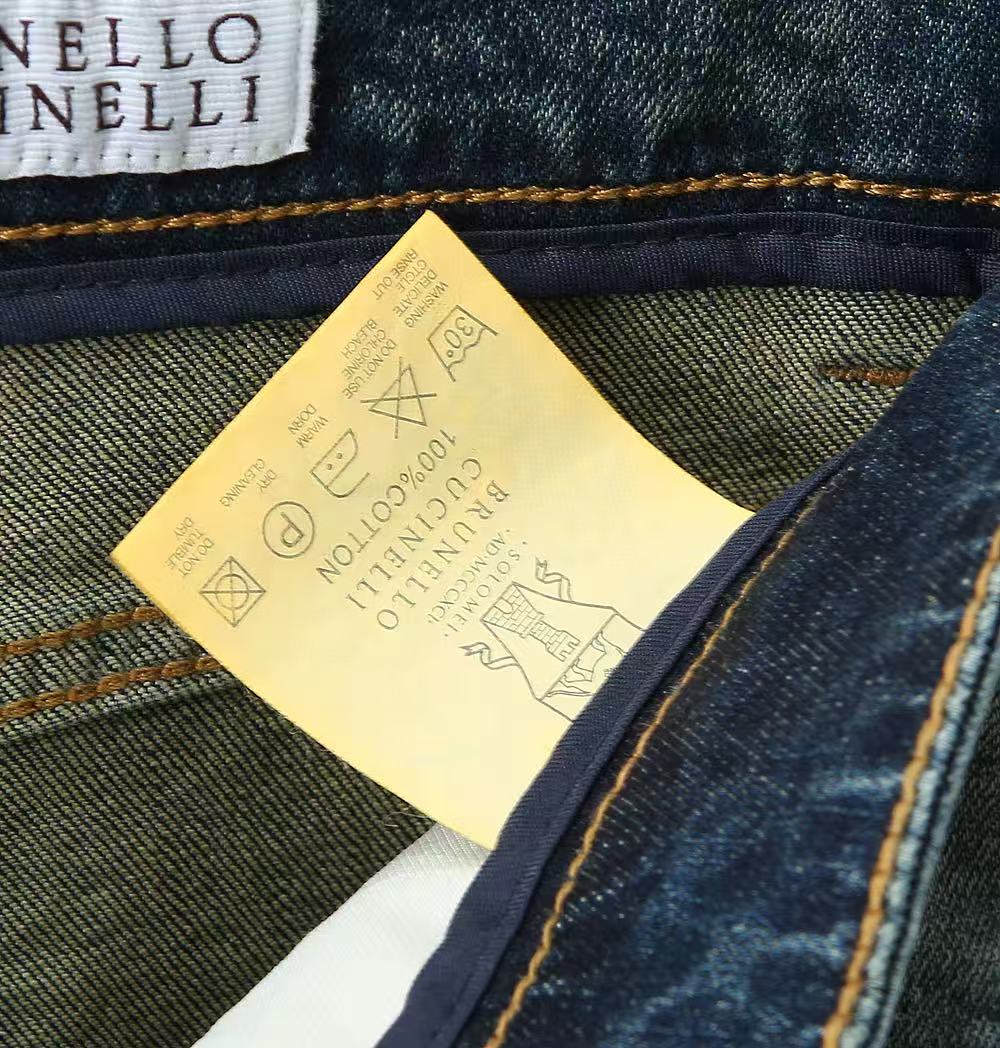 NELLO
INELLI
· SOLOMEI ·
· AD·MCCCXCI ·
BRUNELLO
CUCINELLI
100%COTTON
30°
WASHING
DELICATE
CYCLE
RINSE OUT
DO NOT USE
CHLORINE
BLEACH
WARM
DORN
P
DRY
CLEANING
DO NOT
TUMBLE
DRY